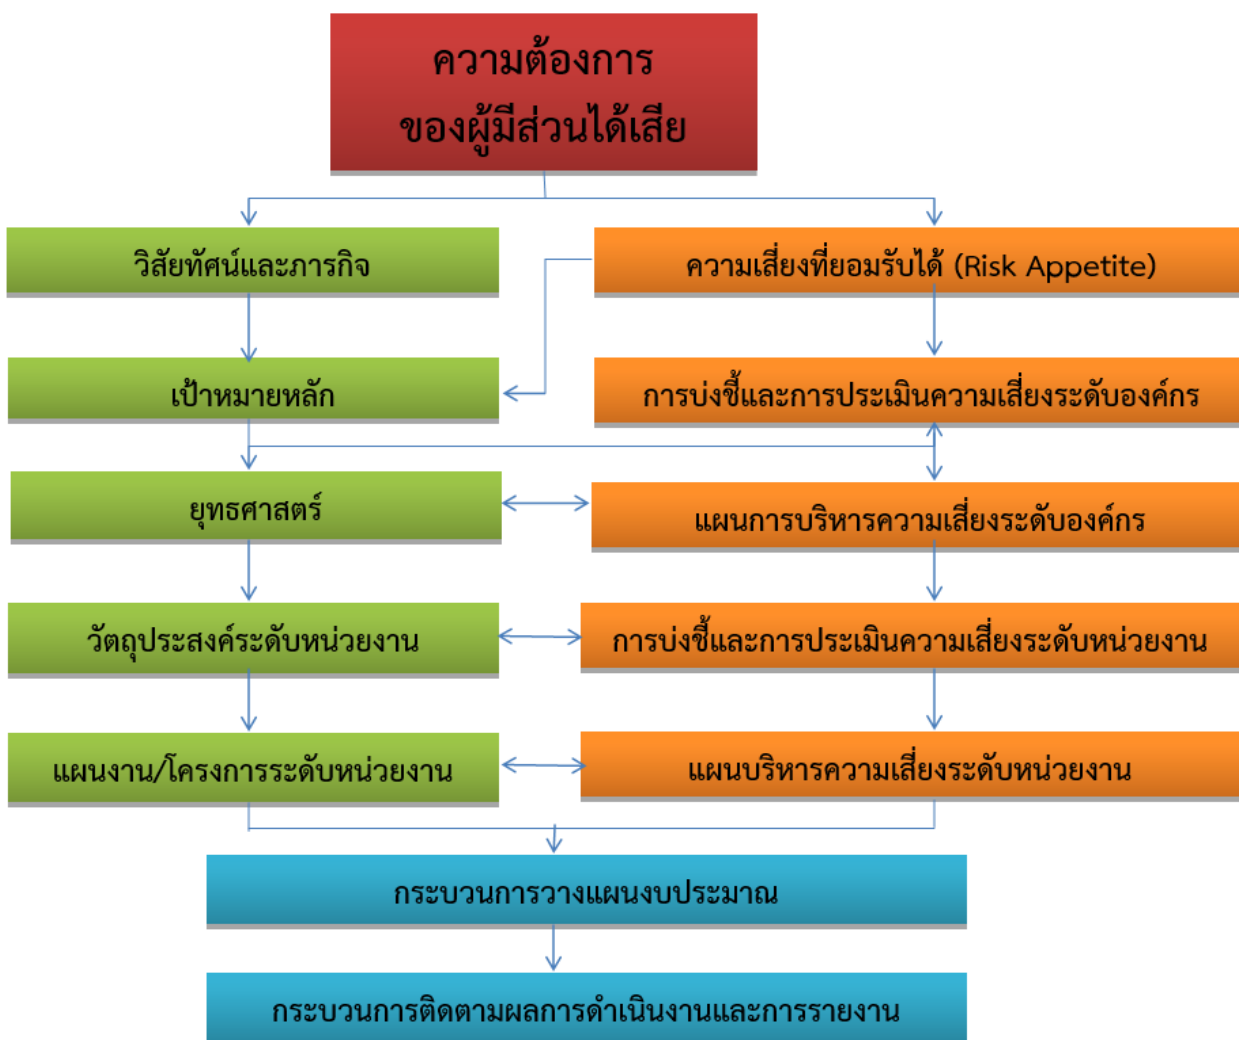 ความต้องการ
ของผู้มีส่วนได้เสีย
วิสัยทัศน์และภารกิจ
ความเสี่ยงที่ยอมรับได้ (Risk Appetite)
เป้าหมายหลัก
การบ่งชี้และการประเมินความเสี่ยงระดับองค์กร
ยุทธศาสตร์
แผนการบริหารความเสี่ยงระดับองค์กร
วัตถุประสงค์ระดับหน่วยงาน
การบ่งชี้และการประเมินความเสี่ยงระดับหน่วยงาน
แผนงาน/โครงการระดับหน่วยงาน
แผนบริหารความเสี่ยงระดับหน่วยงาน
กระบวนการวางแผนงบประมาณ
กระบวนการติดตามผลการดำเนินงานและการรายงาน